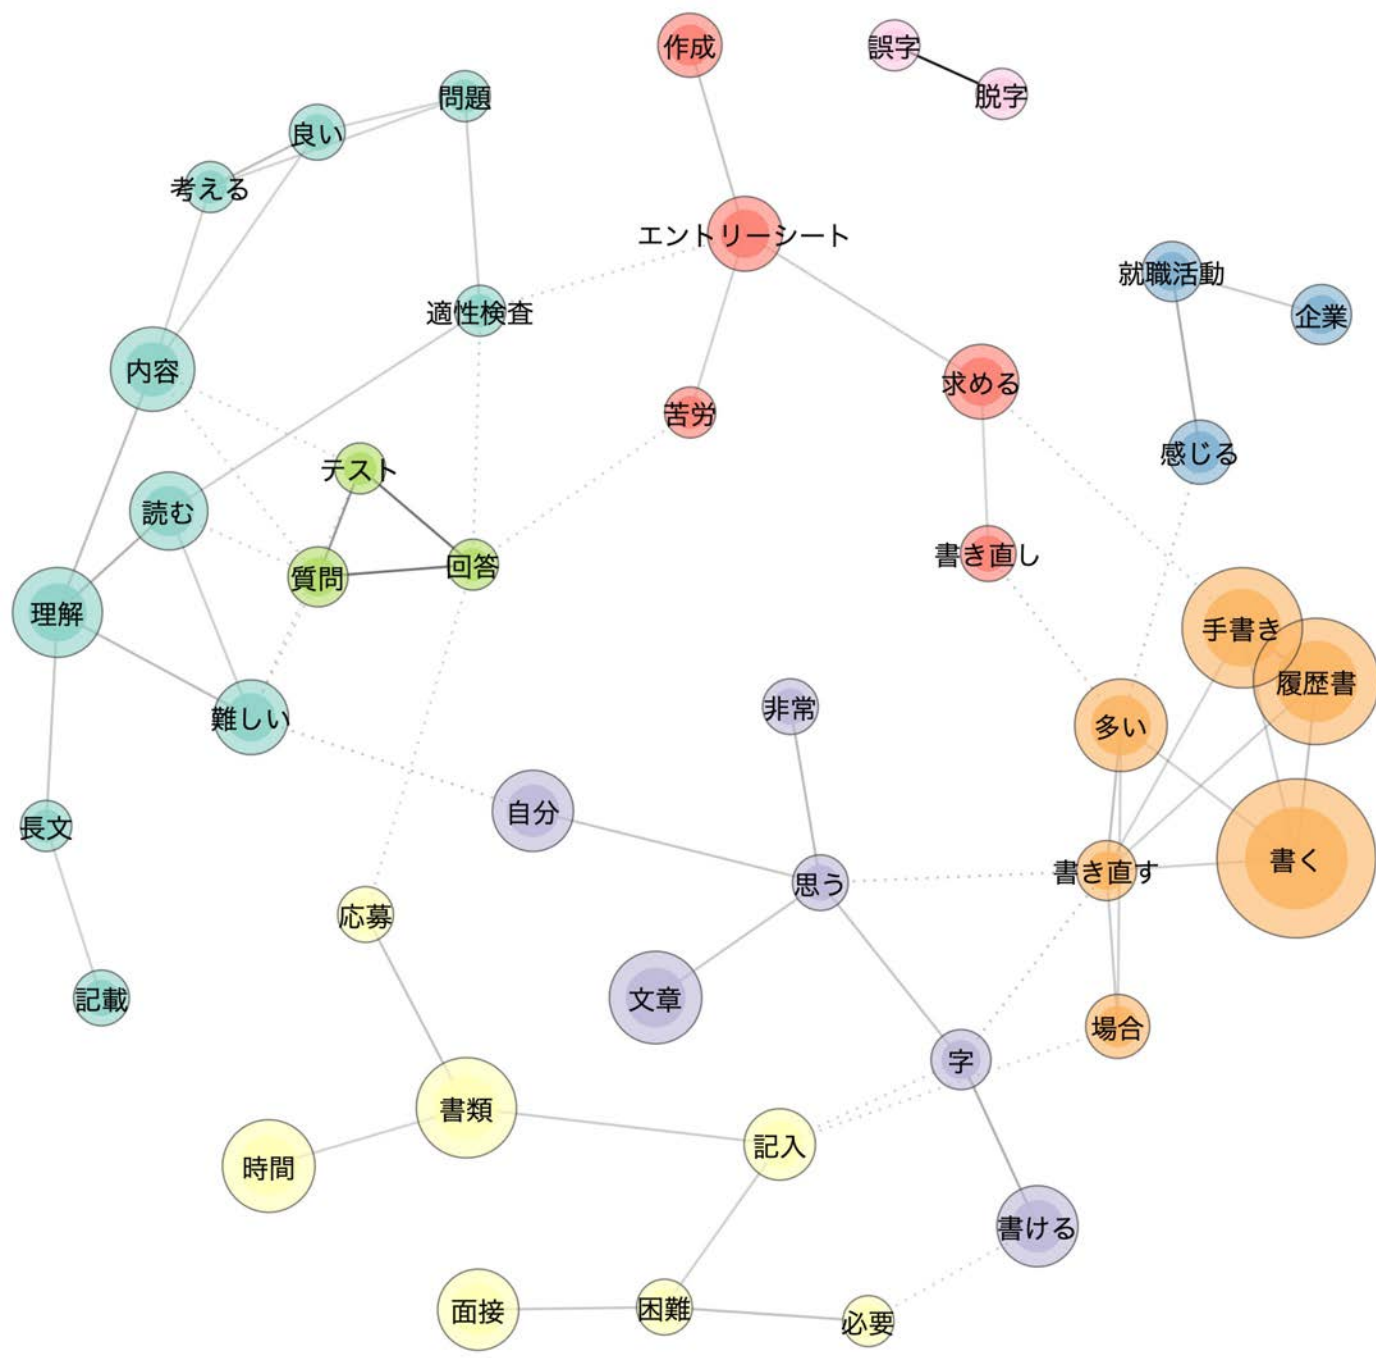 作成
誤字
問題
脱字
良い
考える
エントリーシート
就職活動
適性検査
企業
内容
求める
苦労
感じる
テスト
読む
書き直し
回答
質問
理解
手書き
履歴書
非常
難しい
多い
自分
長文
書く
書き直す
思う
応募
文章
記載
場合
字
書類
記入
時間
書ける
困難
面接
必要